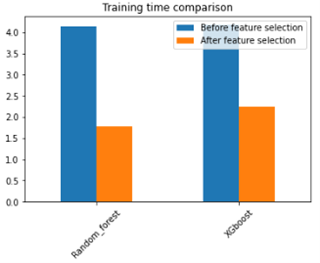 Training time comparison
Before feature selection
After feature selection
4.0
3.5
3.0
2.5
2.0
1.5
1.0
0.5
0.0
Random_forest
XGboost